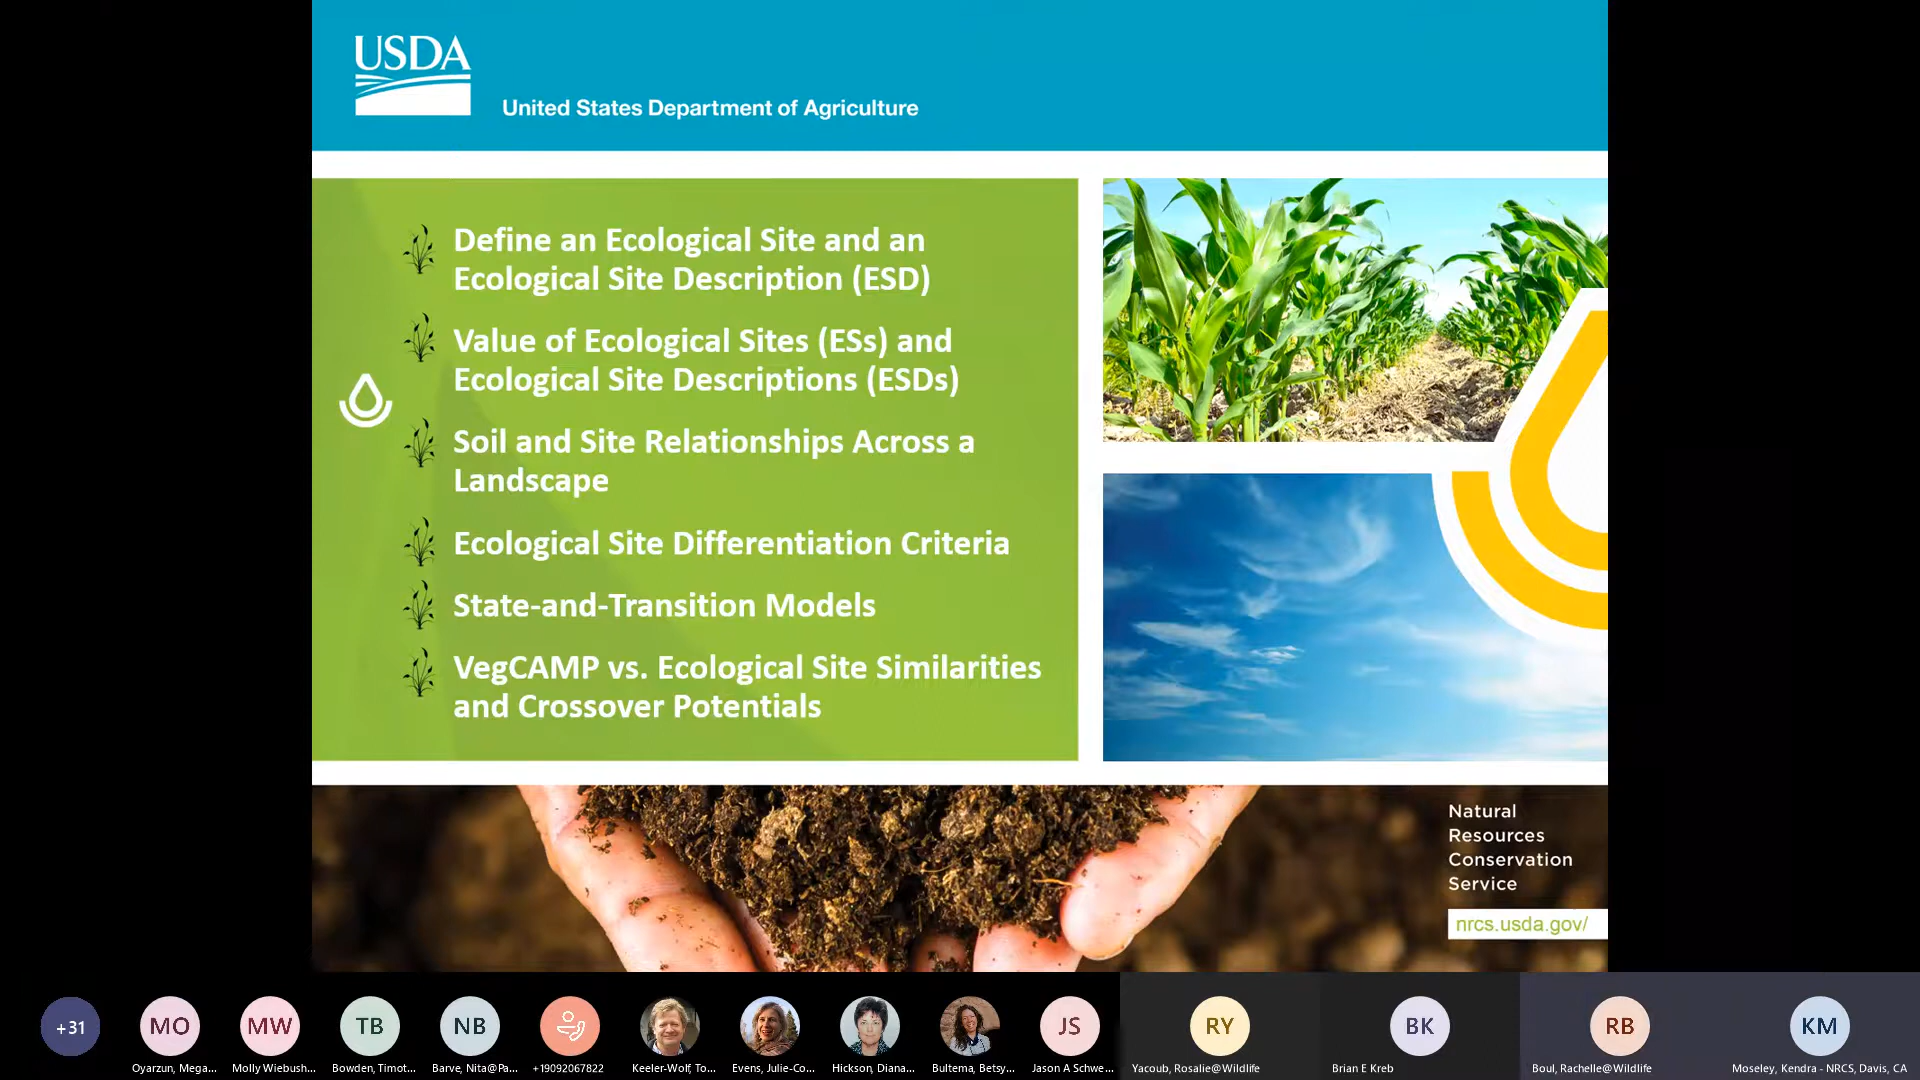 USDA
United States Department of Agriculture
Define an Ecological Site and an
Ecological Site Description (ESD)
Value of Ecological Sites (ESs) and
Ecological Site Descriptions (ESDs)
Soil and Site Relationships Across a
Landscape
Ecological Site Differentiation Criteria
State-and-Transition Models
VegCAMP vs. Ecological Site Similarities
and Crossover Potentials
Natural
Resources
Conservation
Service
nrcs.usda.gov/
+31
MO
MW
TB
NB
JS
RY
BK
RB
KM
Oyarzun, Mega...
Molly Wiebush...
Bowden, Timot...
Barve, Nita@Pa...
+19092067822
Keeler-Wolf, To...
Evens, Julie-Co...
Hickson, Diana...
Bultema, Betsy...
Jason A Schwe...
Yacoub, Rosalie@Wildlife
Brian E Kreb
Boul, Rachelle@Wildlife
Moseley, Kendra - NRCS, Davis, CA